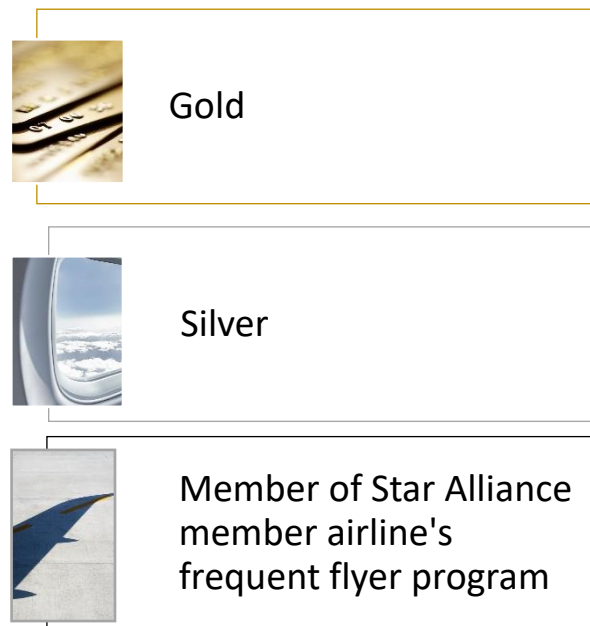 Gold
Silver
Member of Star Alliance
member airline's
frequent flyer program